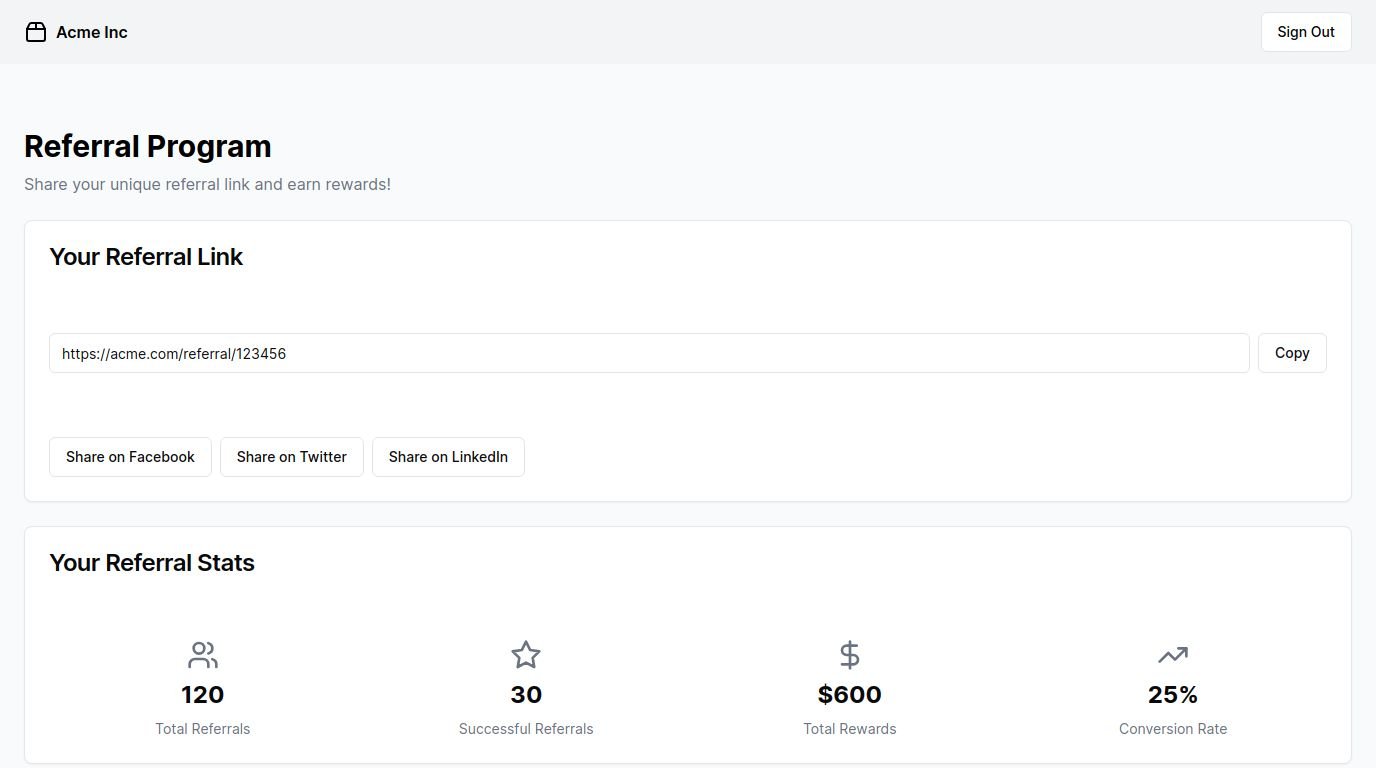 Acme Inc
Sign Out
Referral Program
Share your unique referral link and earn rewards!
Your Referral Link
https://acme.com/referral/123456
Copy
Share on Facebook
Share on Twitter
Share on LinkedIn
Your Referral Stats
120
Total Referrals
30
Successful Referrals
$600
Total Rewards
25%
Conversion Rate